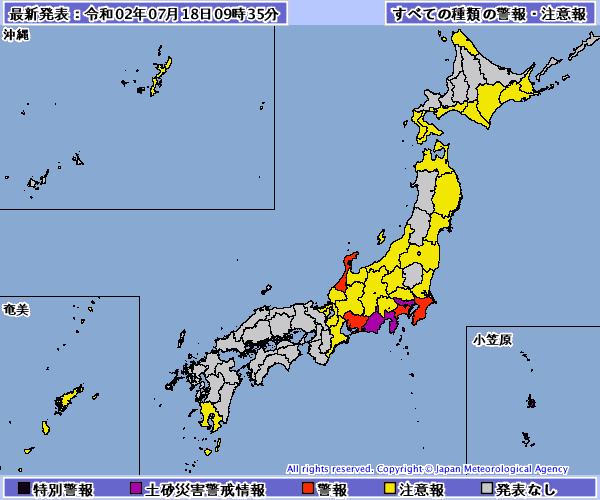 最新発表：令和02年07月18日09時35分
すべての種類の警報・注意報
沖縄
奄美
小笠原
All rights reserved. Copyright © Japan Meteorological Agency
特別警報 土砂災害警戒情報 警報 注意報 発表なし